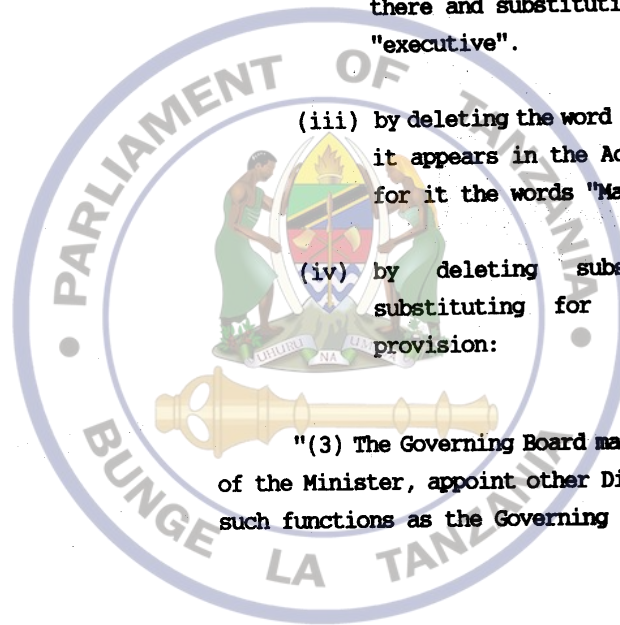 there and substituti
"executive".
(iii) by deleting the word
it appears in the Ac
for it the words "Ma
(iv) by deleting subs
substituting for
provision:
"(3) The Governing Board ma
of the Minister, appoint other Di
such functions as the Governing
PARLIAMENT OF TANZANIA
UHURU NA UMOJA
BUNGE LA TANZANIA